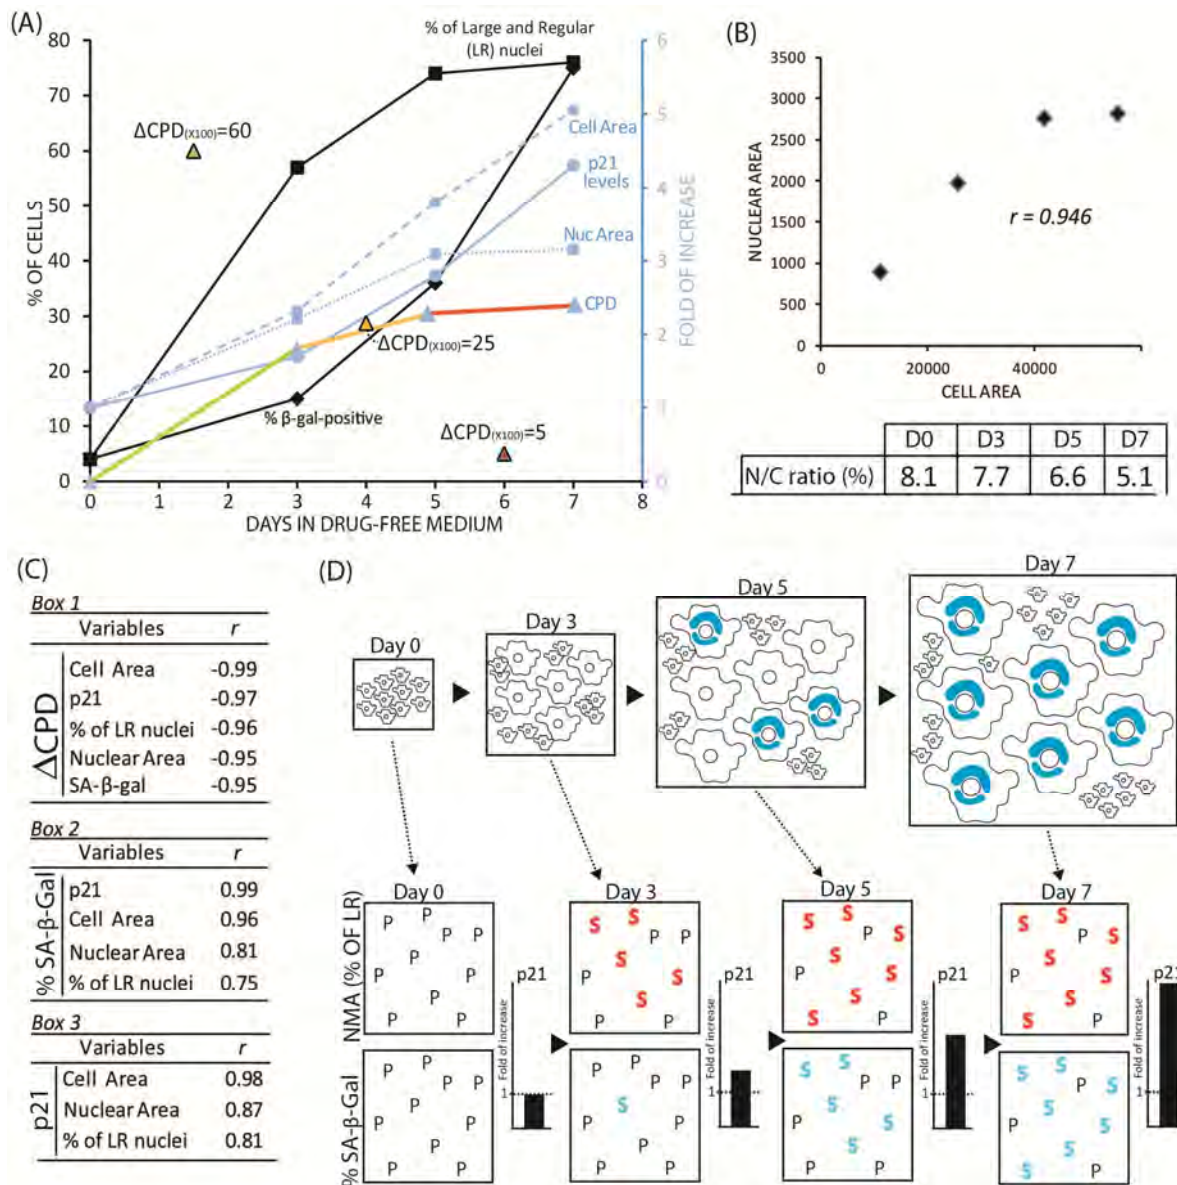 (A)
% of Large and Regular
(LR) nuclei
80
70
60
50
40
30
20
10
0
% OF CELLS
ΔCPD(X100)=60
Cell Area
p21
levels
Nuc Area
CPD
ΔCPD(X100)=25
% β-gal-positive
ΔCPD(X100)=5
6
5
4
3
2
1
0
FOLD OF INCREASE
0 1 2 3 4 5 6 7 8
DAYS IN DRUG-FREE MEDIUM
(B)
3500
3000
2500
2000
1500
1000
500
0
NUCLEAR AREA
r = 0.946
0 20000 40000
CELL AREA
D0 D3 D5 D7
N/C ratio (%) 8.1 7.7 6.6 5.1
(C)
Box 1
Variables r
ΔCPD
Cell Area -0.99
p21 -0.97
% of LR nuclei -0.96
Nuclear Area -0.95
SA-β-gal -0.95
Box 2
Variables r
% SA-β-Gal
p21 0.99
Cell Area 0.96
Nuclear Area 0.81
% of LR nuclei 0.75
Box 3
Variables r
p21
Cell Area 0.98
Nuclear Area 0.87
% of LR nuclei 0.81
(D)
Day 0
Day 3
Day 5
Day 7
NMA (% OF LR)
% SA-β-Gal
Day 0
P
P P P
P
P P
P
P P
P
P P P
P
P P
P
P P
p21
Fold of increase
1
Day 3
S S
P P
S
P S
S
P P
P
P P P
S
P P
P
P P
p21
Fold of increase
1
Day 5
S S
P S
S
P S
S
S P
S S
P P
S
P S
S
P P
p21
Fold of increase
1
Day 7
S S
P S
S
P S
S
S P
S S
P S
S
P S
S
S P
p21
Fold of increase
1